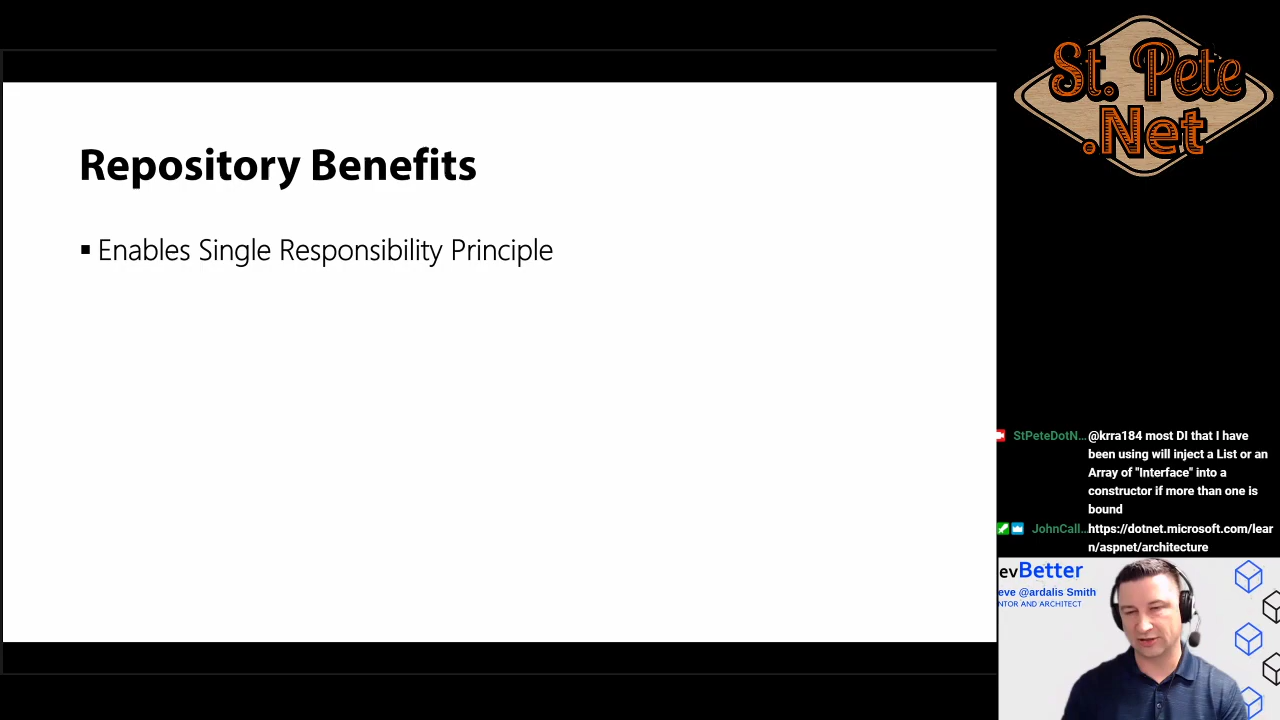 Repository Benefits
▪ Enables Single Responsibility Principle
St. Pete
.Net
StPeteDotN... @krra184 most DI that I have
been using will inject a List or an
Array of "Interface" into a
constructor if more than one is
bound
JohnCall... https://dotnet.microsoft.com/lear
n/aspnet/architecture
evBetter
eve @ardalis Smith
NTOR AND ARCHITECT